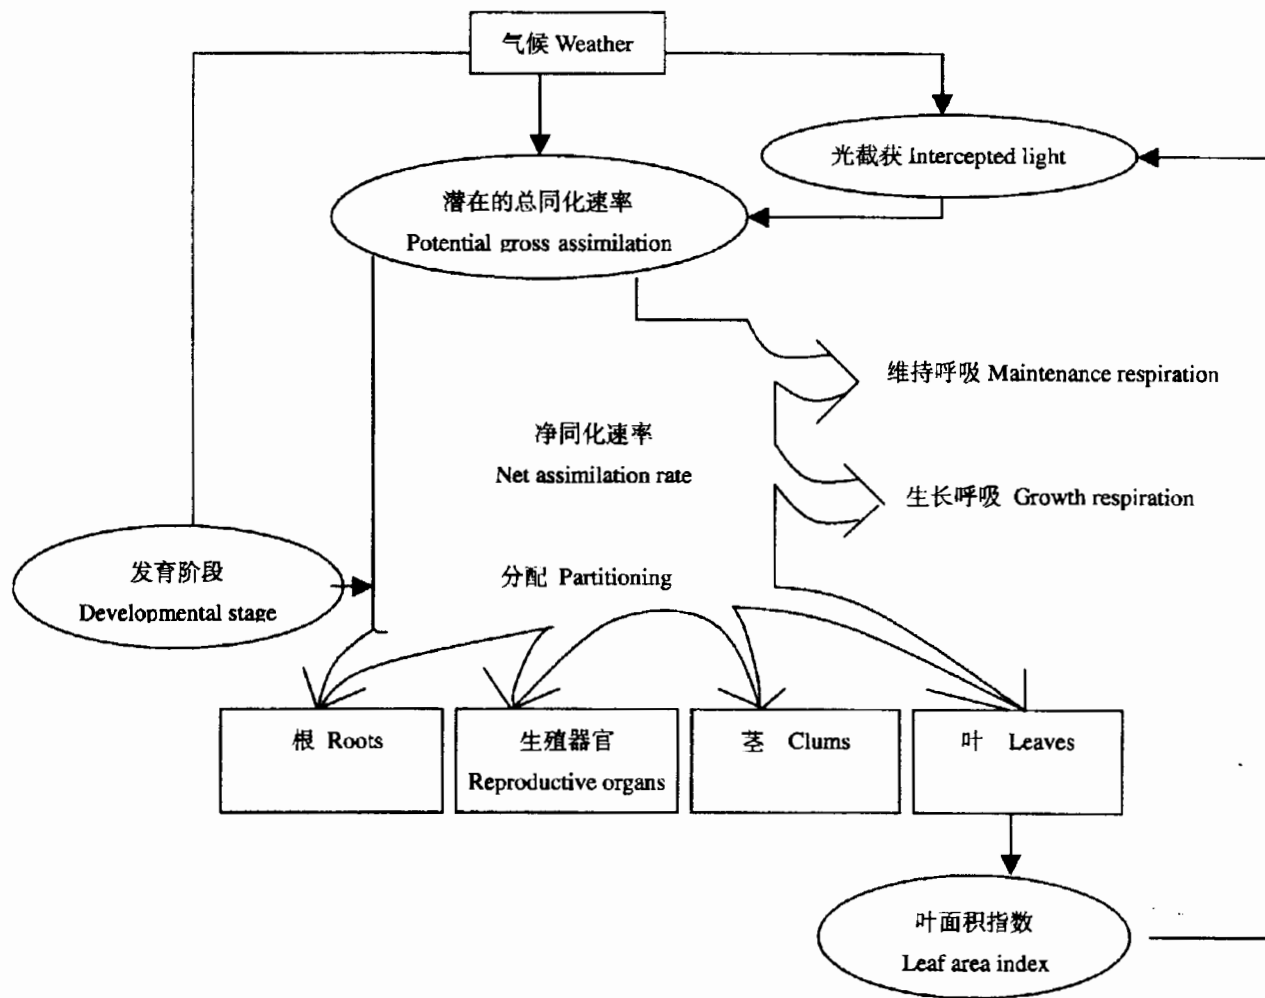 气候 Weather
光截获 Intercepted light
潜在的总同化速率
Potential gross assimilation
维持呼吸 Maintenance respiration
净同化速率
Net assimilation rate
生长呼吸 Growth respiration
发育阶段
Developmental stage
分配 Partitioning
根 Roots
生殖器官
Reproductive organs
茎 Clums
叶 Leaves
叶面积指数
Leaf area index